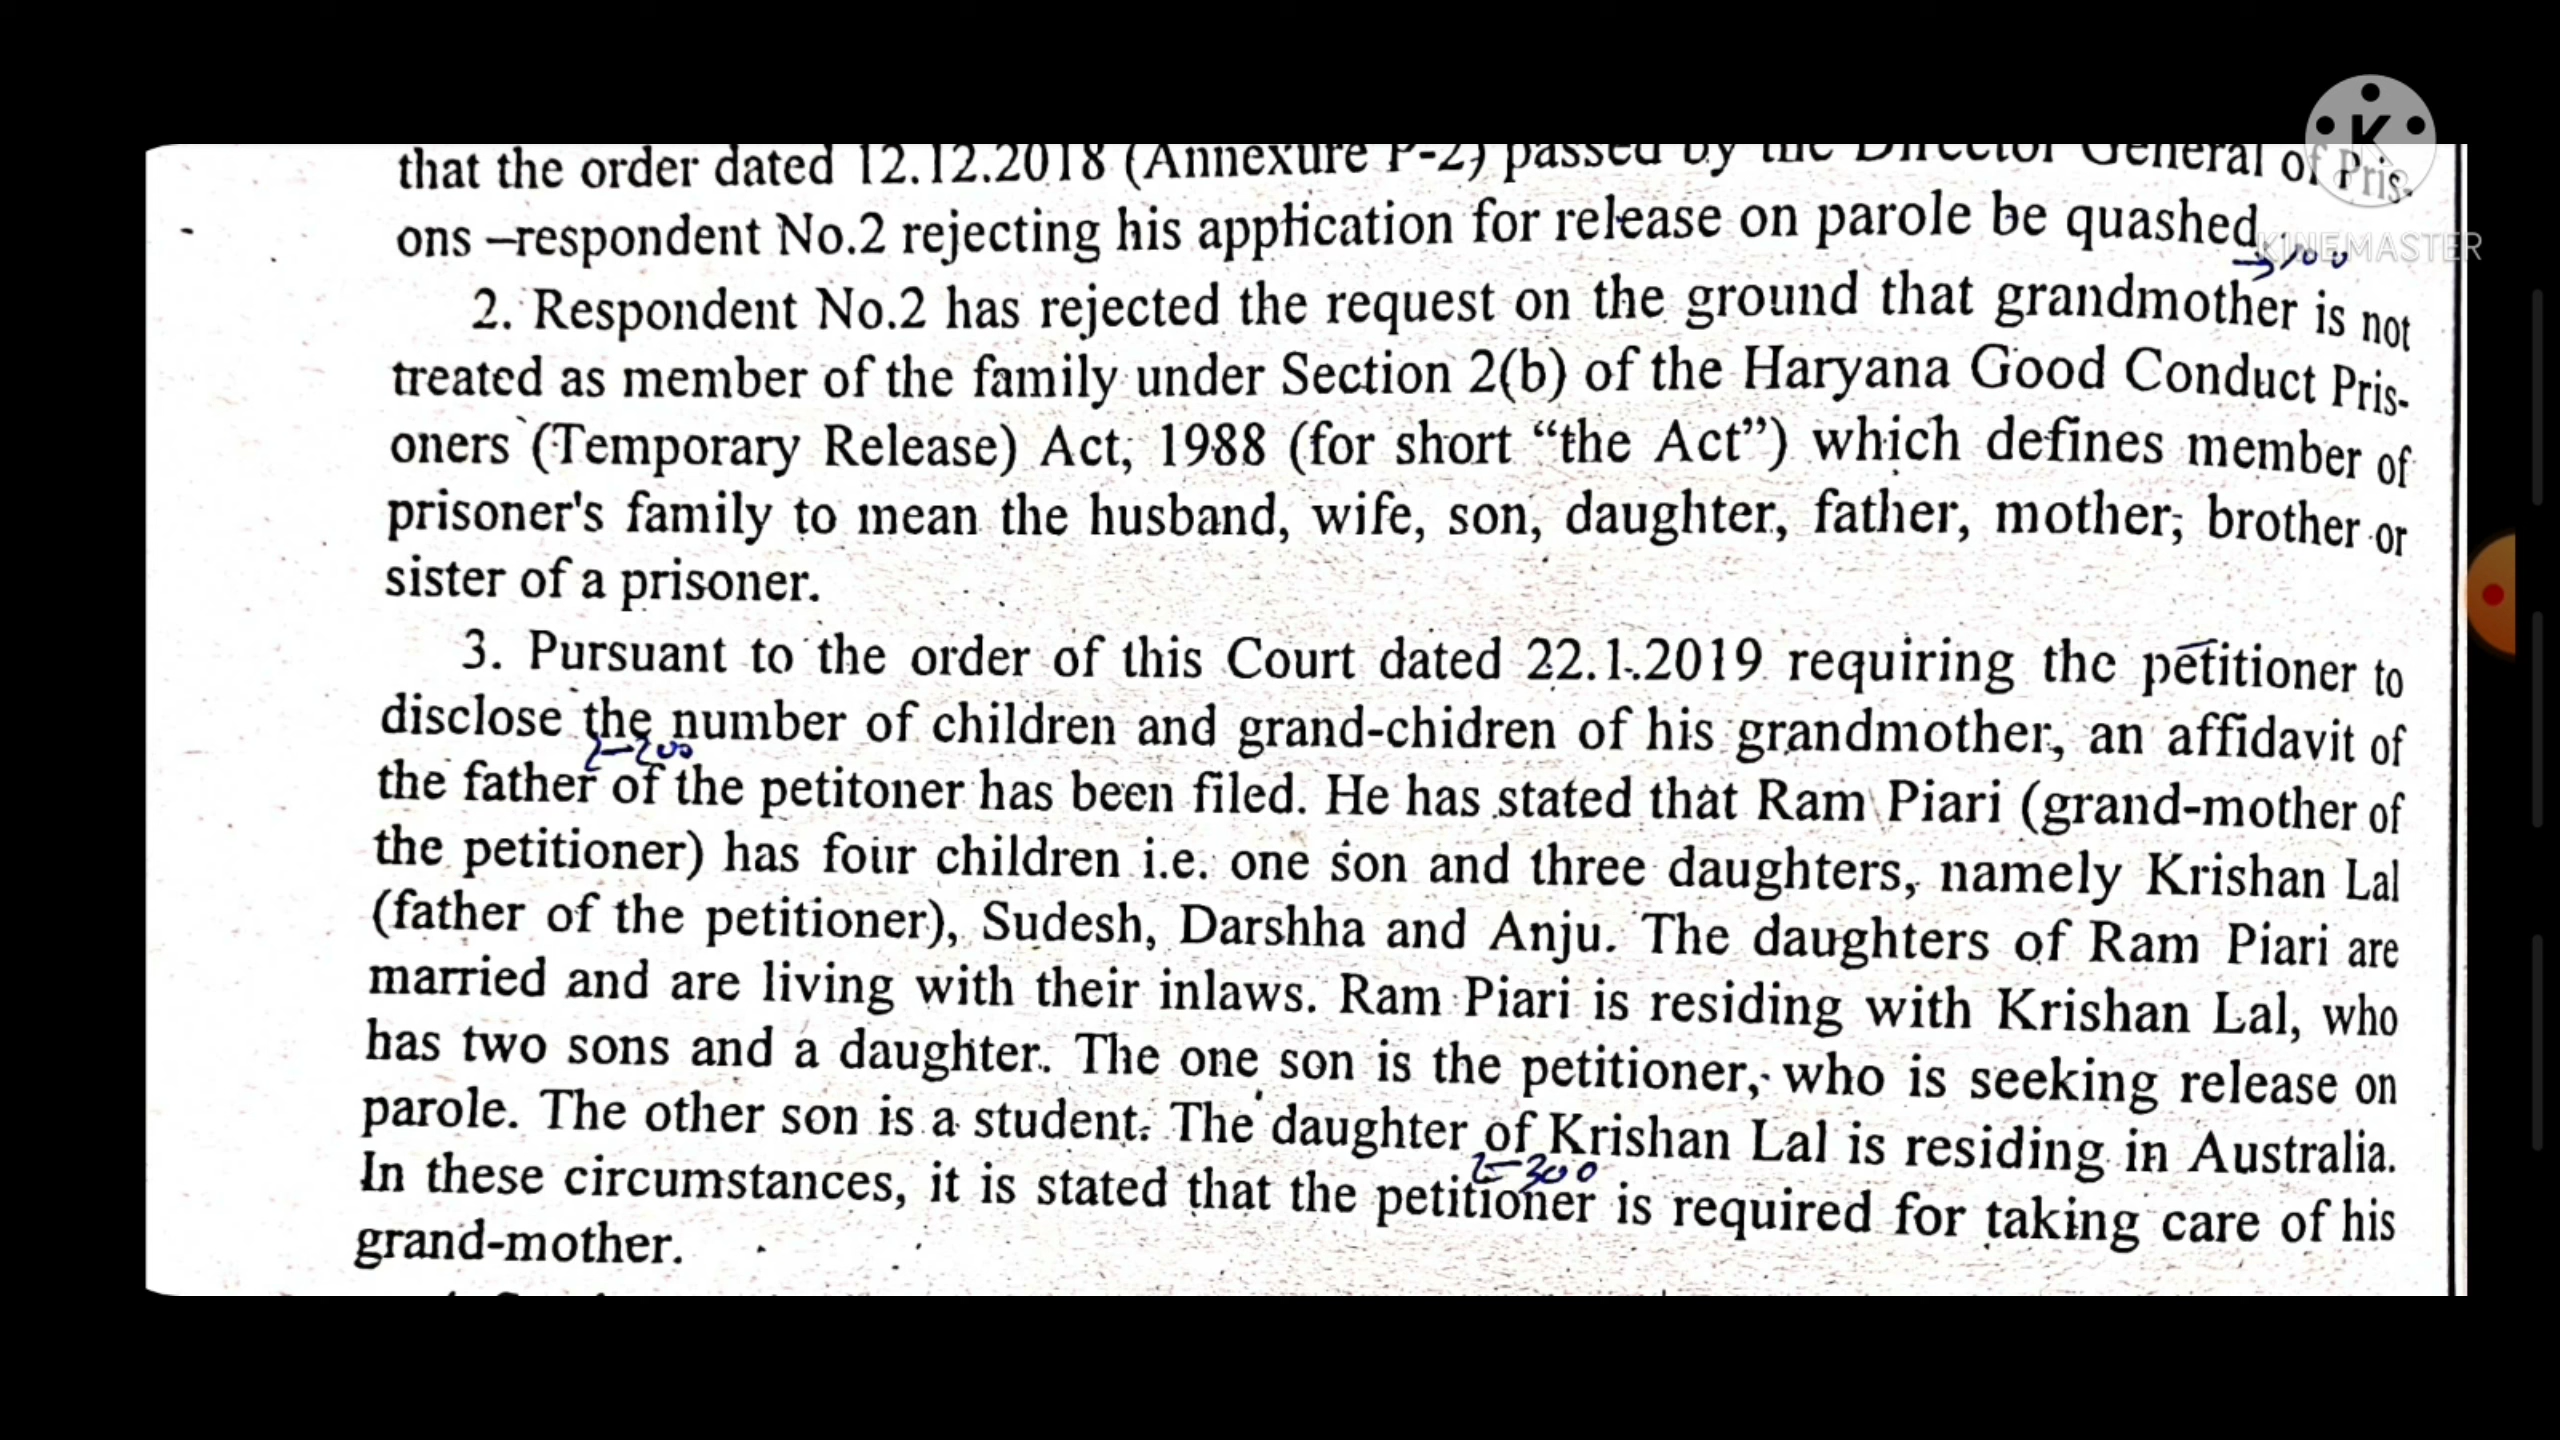 that the order dated 12.12.2018 (Annexure P-2) passed by the Director General of Pris-
ons –respondent No.2 rejecting his application for release on parole be quashed.
KINEMASTER
→100
2. Respondent No.2 has rejected the request on the ground that grandmother is not
treated as member of the family under Section 2(b) of the Haryana Good Conduct Pris-
oners (Temporary Release) Act, 1988 (for short “the Act”) which defines member of
prisoner's family to mean the husband, wife, son, daughter, father, mother, brother or
sister of a prisoner.
3. Pursuant to the order of this Court dated 22.1.2019 requiring the petitioner to
disclose the number of children and grand-chidren of his grandmother, an affidavit of
200
the father of the petitoner has been filed. He has stated that Ram Piari (grand-mother of
the petitioner) has four children i.e. one son and three daughters, namely Krishan Lal
(father of the petitioner), Sudesh, Darshha and Anju. The daughters of Ram Piari are
married and are living with their inlaws. Ram Piari is residing with Krishan Lal, who
has two sons and a daughter. The one son is the petitioner, who is seeking release on
parole. The other son is a student. The daughter of Krishan Lal is residing in Australia.
300
In these circumstances, it is stated that the petitioner is required for taking care of his
grand-mother.